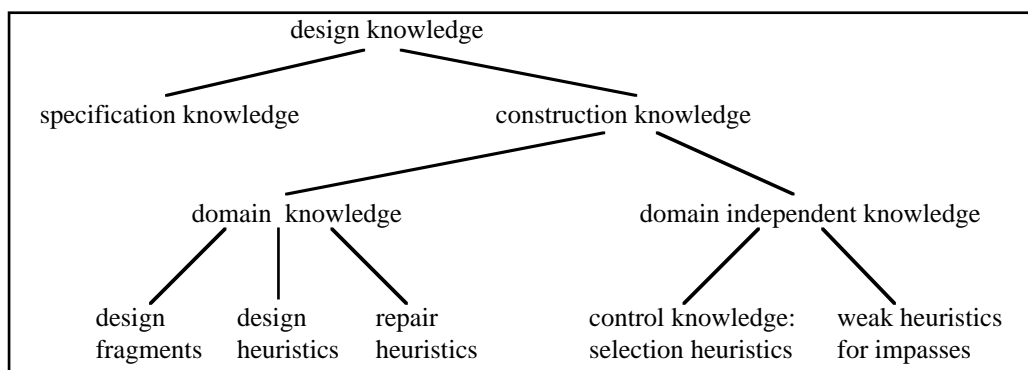 design knowledge
specification knowledge
construction knowledge
domain knowledge
domain independent knowledge
design
fragments
design
heuristics
repair
heuristics
control knowledge:
selection heuristics
weak heuristics
for impasses